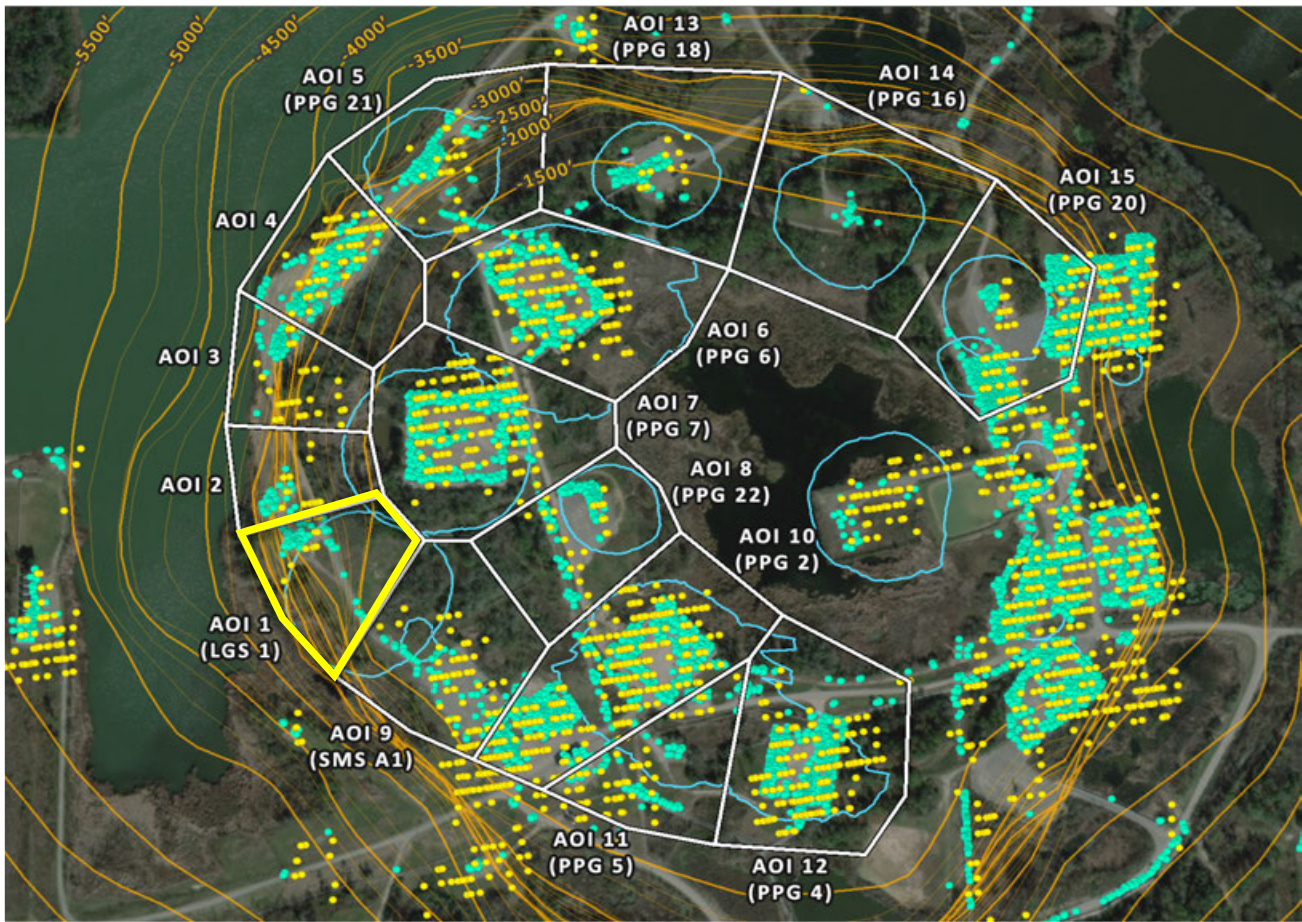 -5500'
-5000'
-4500'
-4000'
-3500'
-3000'
-2500'
-2000'
-1500'
AOI 13
(PPG 18)
AOI 5
(PPG 21)
AOI 14
(PPG 16)
AOI 15
(PPG 20)
AOI 4
AOI 3
AOI 6
(PPG 6)
AOI 7
(PPG 7)
AOI 2
AOI 8
(PPG 22)
AOI 10
(PPG 2)
AOI 1
(LGS 1)
AOI 9
(SMS A1)
AOI 11
(PPG 5)
AOI 12
(PPG 4)